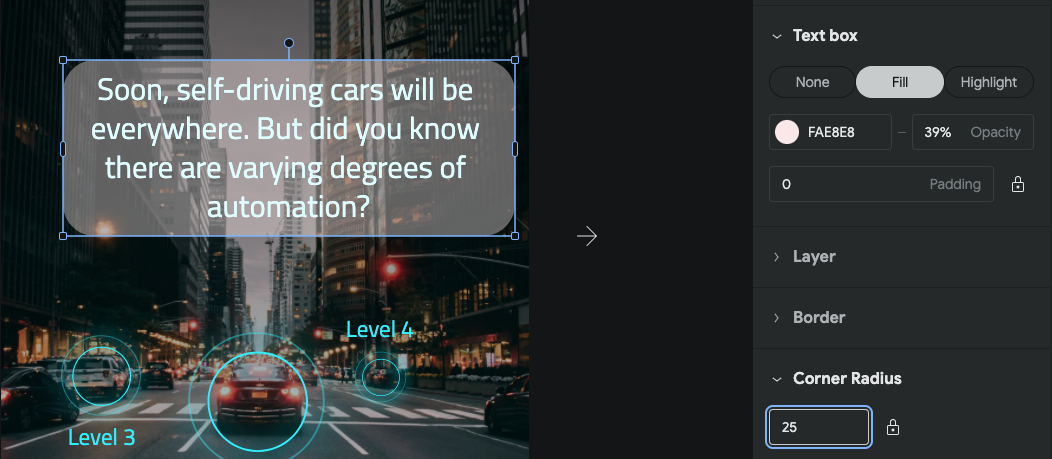 Soon, self-driving cars will be
everywhere. But did you know
there are varying degrees of
automation?
Level 4
Level 3
Text box
None Fill Highlight
FAE8E8 – 39% Opacity
0 Padding
Layer
Border
Corner Radius
25